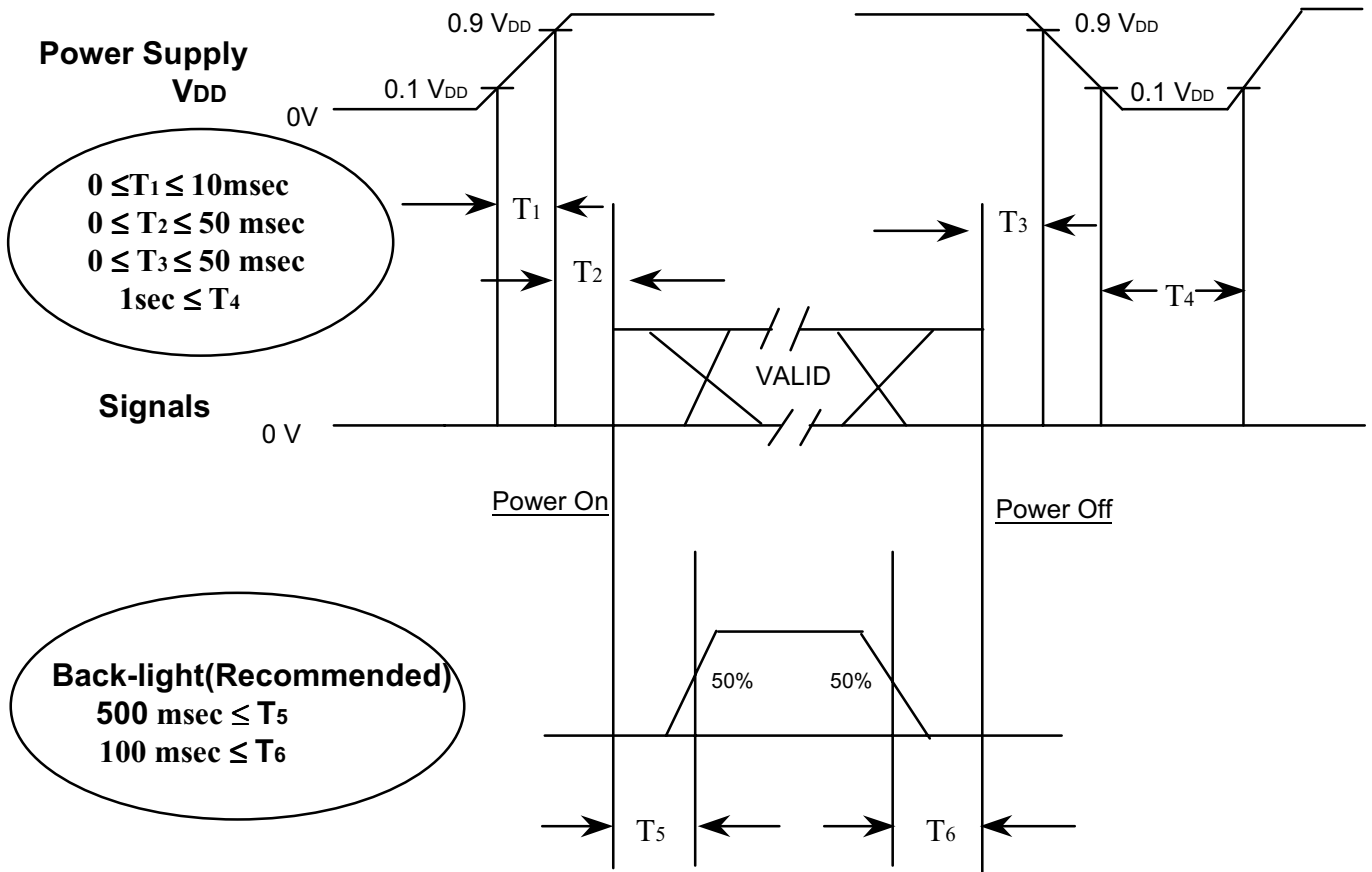 0.9 VDD
0.9 VDD
Power Supply
VDD
0.1 VDD
0.1 VDD
0V
0 ≤T1 ≤ 10msec
0 ≤ T2 ≤ 50 msec
0 ≤ T3 ≤ 50 msec
1sec ≤ T4
T1
T3
T2
T4
VALID
Signals
0 V
Power On
Power Off
Back-light(Recommended)
500 msec ≤ T5
100 msec ≤ T6
50%
50%
T5
T6